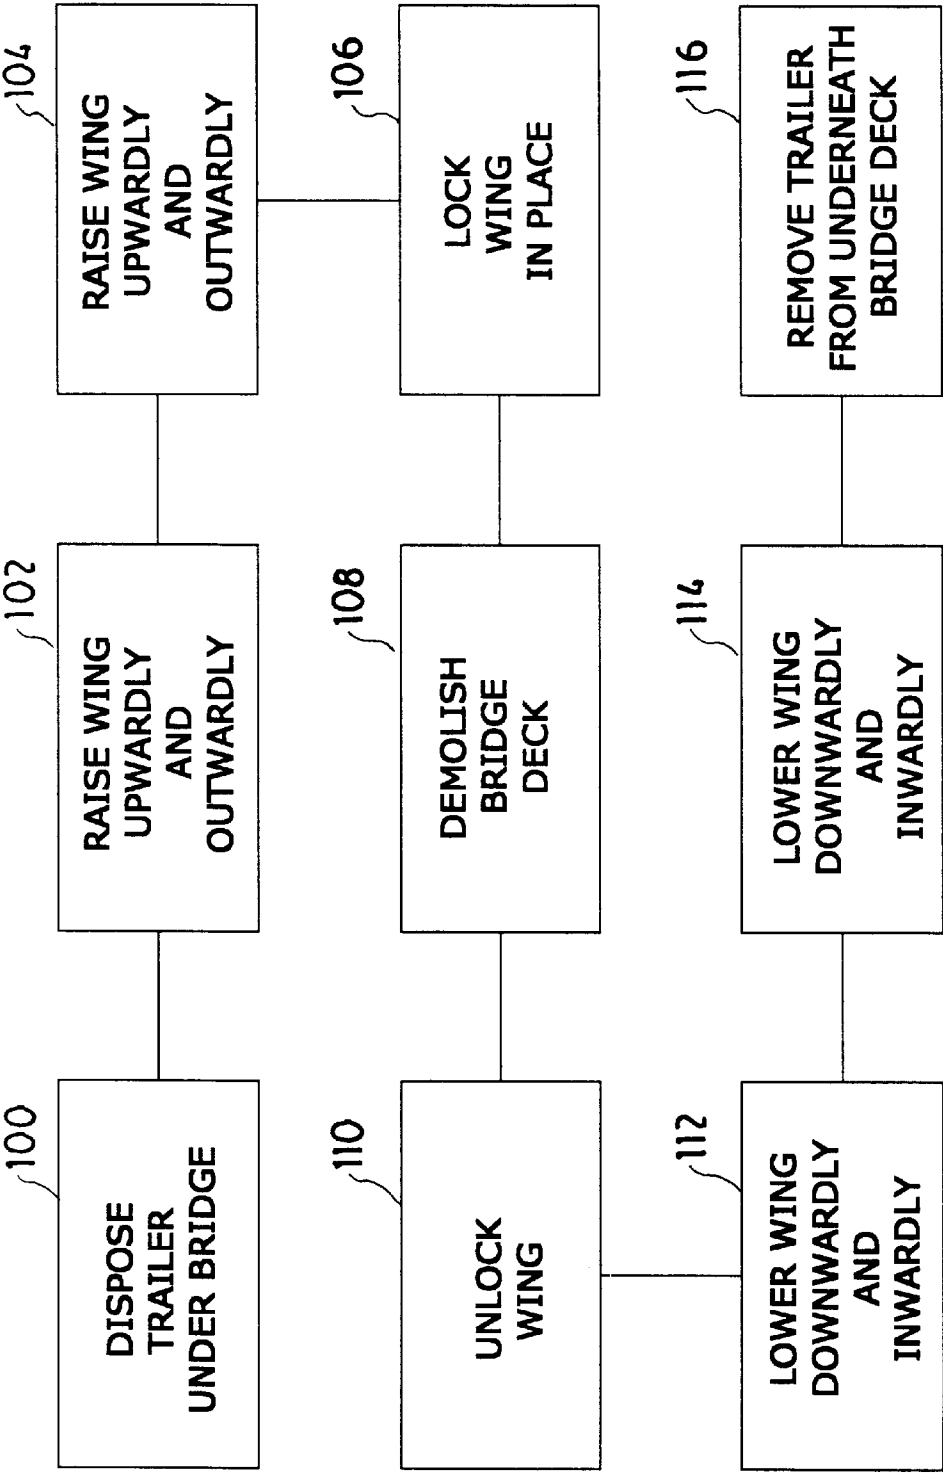 100
DISPOSE
TRAILER
UNDER BRIDGE
102
RAISE WING
UPWARDLY
AND
OUTWARDLY
104
RAISE WING
UPWARDLY
AND
OUTWARDLY
106
LOCK
WING
IN PLACE
108
DEMOLISH
BRIDGE
DECK
110
UNLOCK
WING
112
LOWER WING
DOWNWARDLY
AND
INWARDLY
114
LOWER WING
DOWNWARDLY
AND
INWARDLY
116
REMOVE TRAILER
FROM UNDERNEATH
BRIDGE DECK